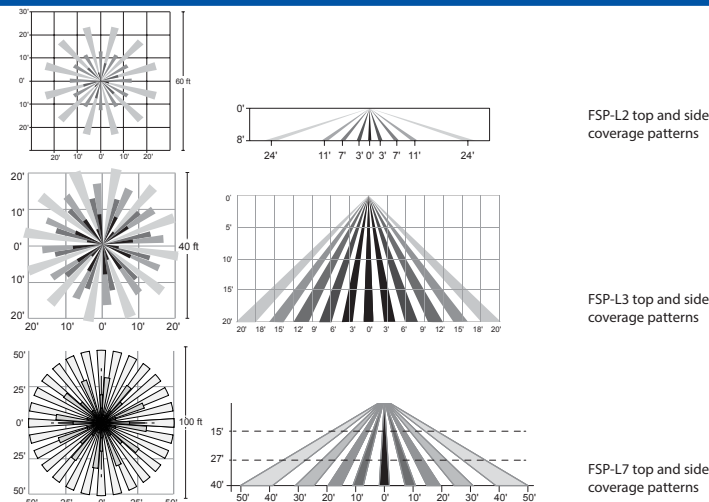 30'
20'
10'
0'
10'
20'
60 ft
20' 10' 0' 10' 20'
0'
8'
24' 11' 7' 3' 0' 3' 7' 11' 24'
FSP-L2 top and side
coverage patterns
20'
10'
0'
10'
20'
40 ft
20' 10' 0' 10' 20'
0'
5'
10'
15'
20'
20' 18' 15' 12' 9' 6' 3' 0' 3' 6' 9' 12' 15' 18' 20'
FSP-L3 top and side
coverage patterns
50'
25'
0'
25'
50'
100 ft
50' 25' 0' 25' 50'
15'
27'
40'
50' 40' 30' 20' 10' 0' 10' 20' 30' 40' 50'
FSP-L7 top and side
coverage patterns